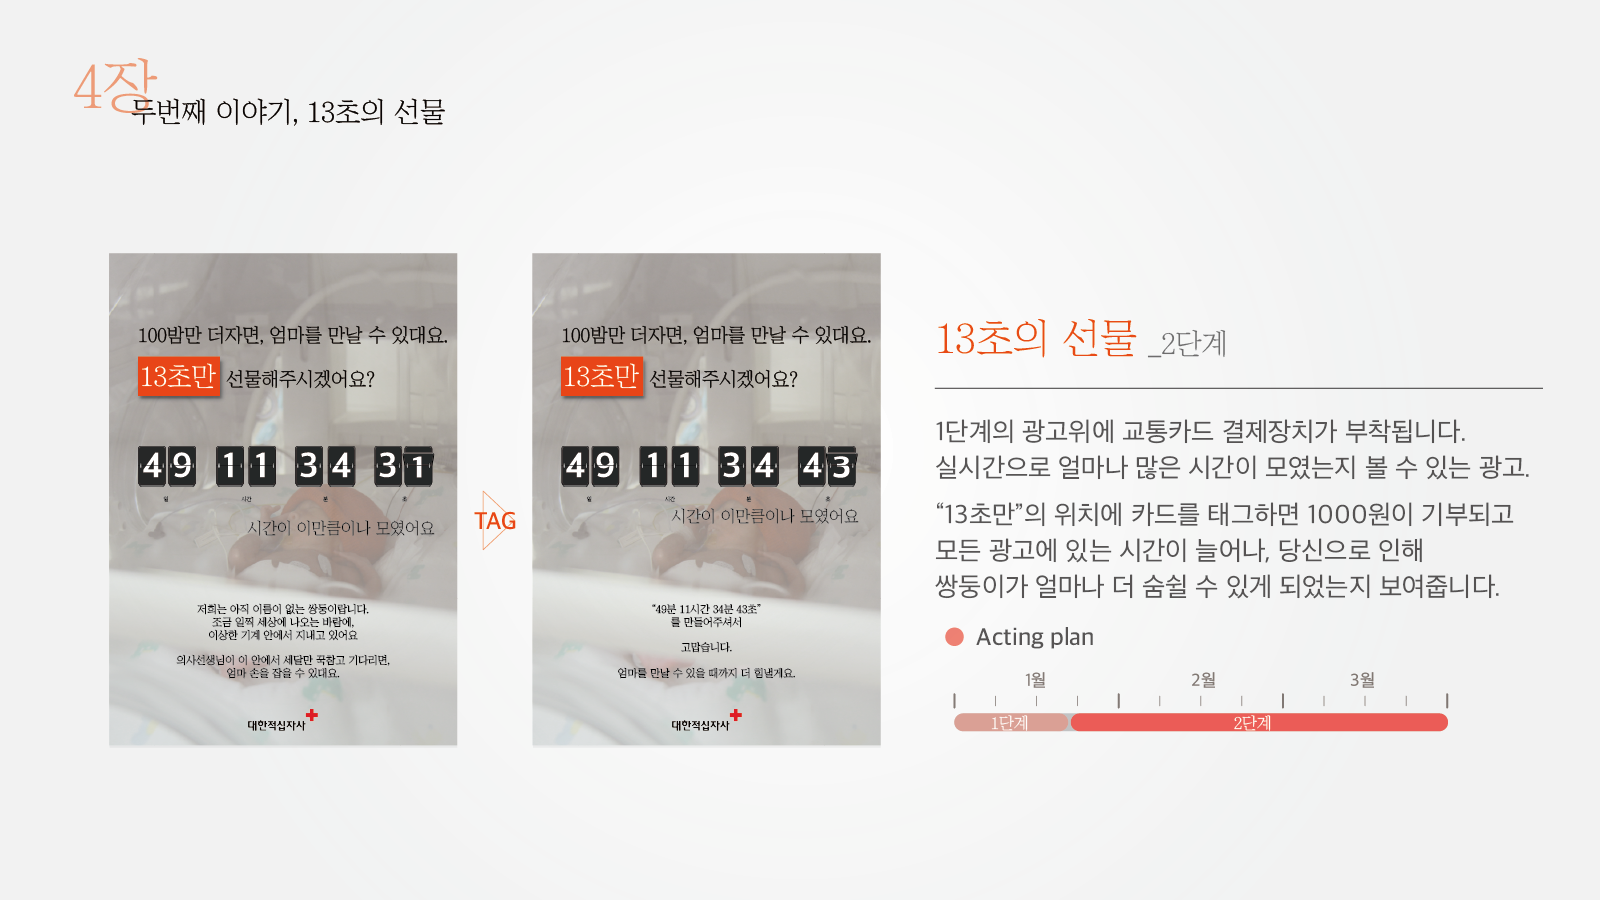 4장
두번째 이야기, 13초의 선물
100밤만 더자면, 엄마를 만날 수 있대요.
13초만 선물해주시겠어요?
49 11 34 31
일 시간 분 초
시간이 이만큼이나 모였어요
저희는 아직 이름이 없는 쌍둥이랍니다.
조금 일찍 세상에 나오는 바람에,
이상한 기계 안에서 지내고 있어요
의사선생님이 이 안에서 세달만 꾹참고 기다리면,
엄마 손을 잡을 수 있대요.
대한적십자사
TAG
100밤만 더자면, 엄마를 만날 수 있대요.
13초만 선물해주시겠어요?
49 11 34 43
일 시간 분 초
시간이 이만큼이나 모였어요
“49분 11시간 34분 43초”
를 만들어주셔서
고맙습니다.
엄마를 만날 수 있을 때까지 더 힘낼게요.
대한적십자사
13초의 선물 _2단계
1단계의 광고위에 교통카드 결제장치가 부착됩니다.
실시간으로 얼마나 많은 시간이 모였는지 볼 수 있는 광고.
“13초만”의 위치에 카드를 태그하면 1000원이 기부되고
모든 광고에 있는 시간이 늘어나, 당신으로 인해
쌍둥이가 얼마나 더 숨쉴 수 있게 되었는지 보여줍니다.
Acting plan
1월 2월 3월
1단계 2단계